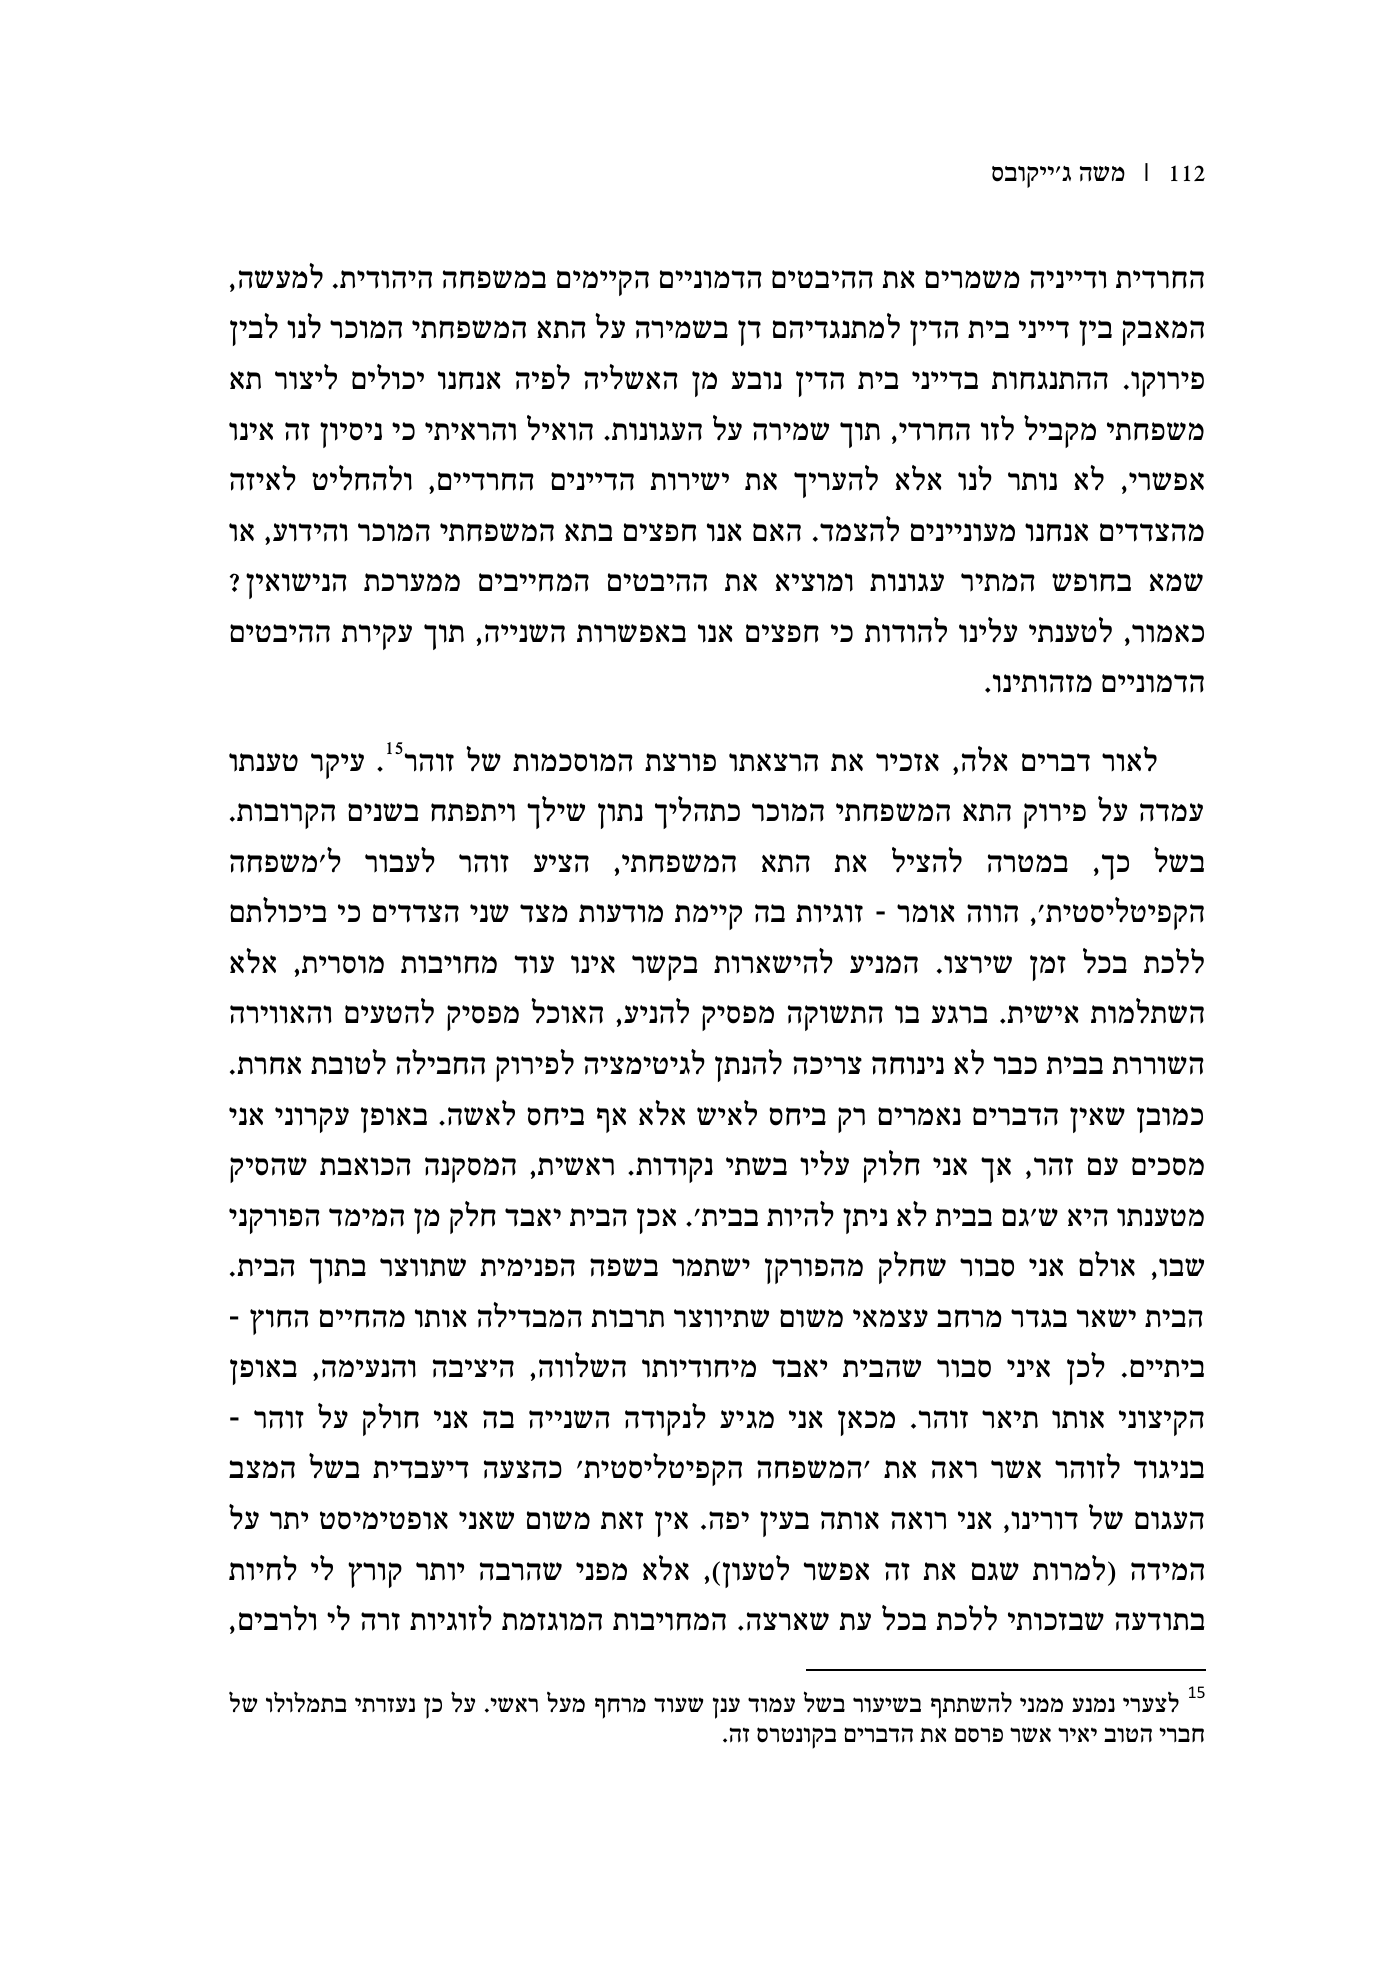 112 | משה ג'ייקובס
החרדית ודייניה משמרים את ההיבטים הדמוניים הקיימים במשפחה היהודית. למעשה,
המאבק בין דייני בית הדין למתנגדיהם דן בשמירה על התא המשפחתי המוכר לנו לבין
פירוקו. ההתנגחות בדייני בית הדין נובע מן האשליה לפיה אנחנו יכולים ליצור תא
משפחתי מקביל לזו החרדי, תוך שמירה על העגונות. הואיל והראיתי כי ניסיון זה אינו
אפשרי, לא נותר לנו אלא להעריך את ישירות הדיינים החרדיים, ולהחליט לאיזה
מהצדדים אנחנו מעוניינים להצמד. האם אנו חפצים בתא המשפחתי המוכר והידוע, או
שמא בחופש המתיר עגונות ומוציא את ההיבטים המחייבים ממערכת הנישואין?
כאמור, לטענתי עלינו להודות כי חפצים אנו באפשרות השנייה, תוך עקירת ההיבטים
הדמוניים מזהותינו.
לאור דברים אלה, אזכיר את הרצאתו פורצת המוסכמות של זוהר15. עיקר טענתו
עמדה על פירוק התא המשפחתי המוכר כתהליך נתון שילך ויתפתח בשנים הקרובות.
בשל כך, במטרה להציל את התא המשפחתי, הציע זוהר לעבור ל'משפחה
הקפיטליסטית', הווה אומר - זוגיות בה קיימת מודעות מצד שני הצדדים כי ביכולתם
ללכת בכל זמן שירצו. המניע להישארות בקשר אינו עוד מחויבות מוסרית, אלא
השתלמות אישית. ברגע בו התשוקה מפסיק להניע, האוכל מפסיק להטעים והאווירה
השוררת בבית כבר לא נינוחה צריכה להנתן לגיטימציה לפירוק החבילה לטובת אחרת.
כמובן שאין הדברים נאמרים רק ביחס לאיש אלא אף ביחס לאשה. באופן עקרוני אני
מסכים עם זהר, אך אני חלוק עליו בשתי נקודות. ראשית, המסקנה הכואבת שהסיק
מטענתו היא ש'גם בבית לא ניתן להיות בבית'. אכן הבית יאבד חלק מן המימד הפורקני
שבו, אולם אני סבור שחלק מהפורקן ישתמר בשפה הפנימית שתווצר בתוך הבית.
הבית ישאר בגדר מרחב עצמאי משום שתיווצר תרבות המבדילה אותו מהחיים החוץ -
ביתיים. לכן איני סבור שהבית יאבד מיחודיותו השלווה, היציבה והנעימה, באופן
הקיצוני אותו תיאר זוהר. מכאן אני מגיע לנקודה השנייה בה אני חולק על זוהר -
בניגוד לזוהר אשר ראה את 'המשפחה הקפיטליסטית' כהצעה דיעבדית בשל המצב
העגום של דורינו, אני רואה אותה בעין יפה. אין זאת משום שאני אופטימיסט יתר על
המידה (למרות שגם את זה אפשר לטעון), אלא מפני שהרבה יותר קורץ לי לחיות
בתודעה שבזכותי ללכת בכל עת שארצה. המחויבות המוגזמת לזוגיות זרה לי ולרבים,
15 לצערי נמנע ממני להשתתף בשיעור בשל עמוד ענן שעוד מרחף מעל ראשי. על כן נעזרתי בתמלולו של
חברי הטוב יאיר אשר פרסם את הדברים בקונטרס זה.